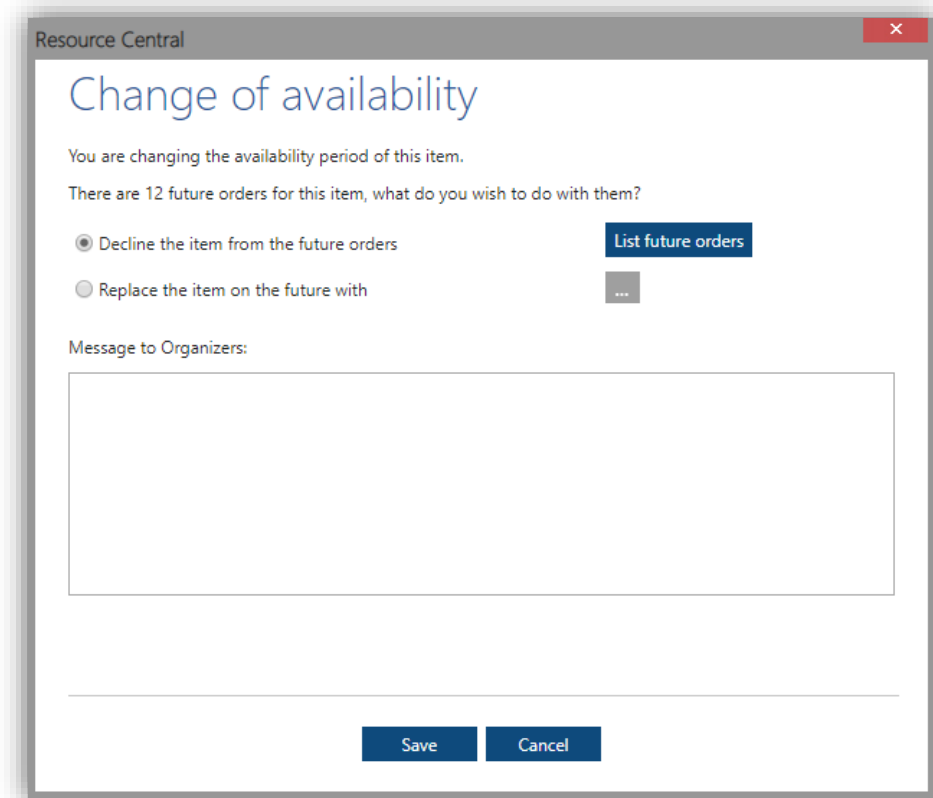 Resource Central
Change of availability
You are changing the availability period of this item.
There are 12 future orders for this item, what do you wish to do with them?
Decline the item from the future orders
List future orders
Replace the item on the future with
...
Message to Organizers:
Save
Cancel